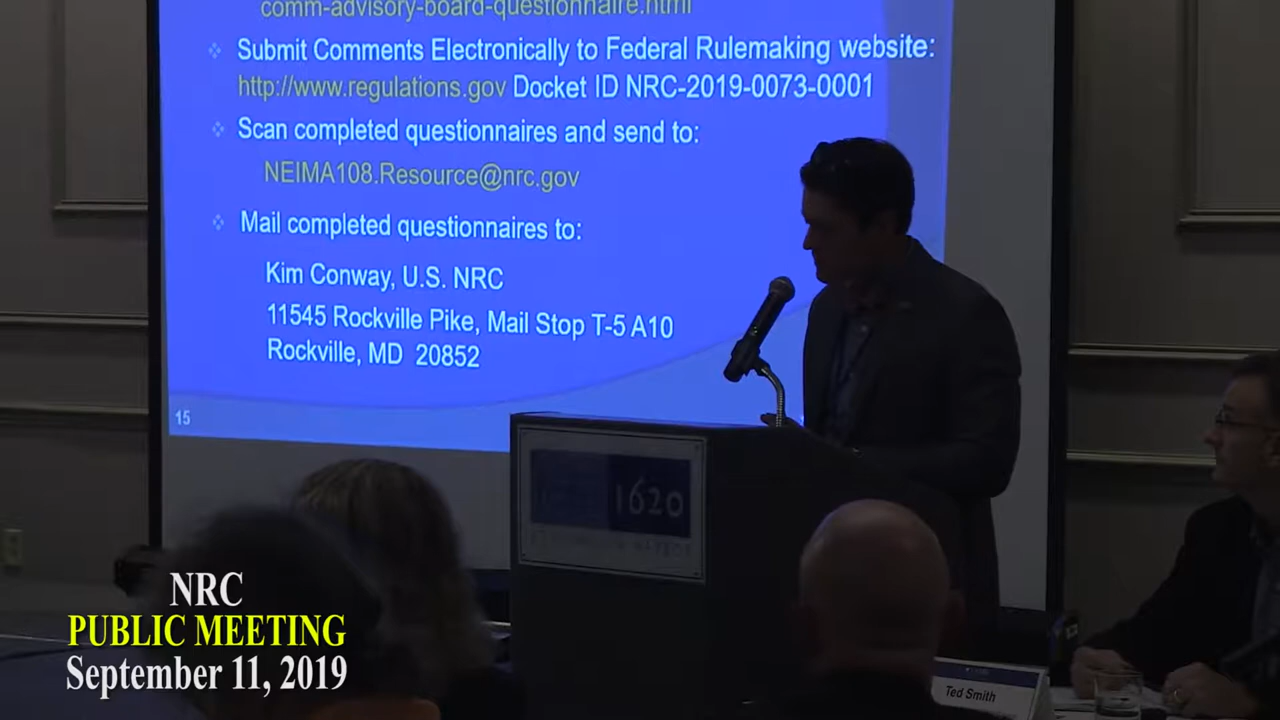 comm-advisory-board-questionnaire.html
Submit Comments Electronically to Federal Rulemaking website:
http://www.regulations.gov Docket ID NRC-2019-0073-0001
Scan completed questionnaires and send to:
NEIMA108.Resource@nrc.gov
Mail completed questionnaires to:
Kim Conway, U.S. NRC
11545 Rockville Pike, Mail Stop T-5 A10
Rockville, MD 20852
15
1620
HARBOR
NRC
PUBLIC MEETING
September 11, 2019
Ted Smith